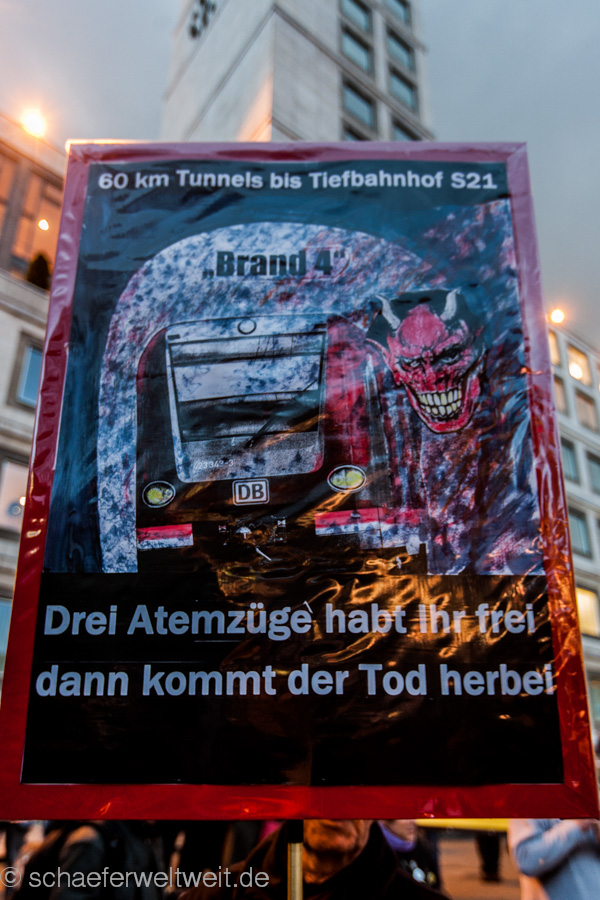 60 km Tunnels bis Tiefbahnhof S21
„Brand 4“
DB
Drei Atemzüge habt ihr frei
dann kommt der Tod herbei
© schaeferweltweit.de